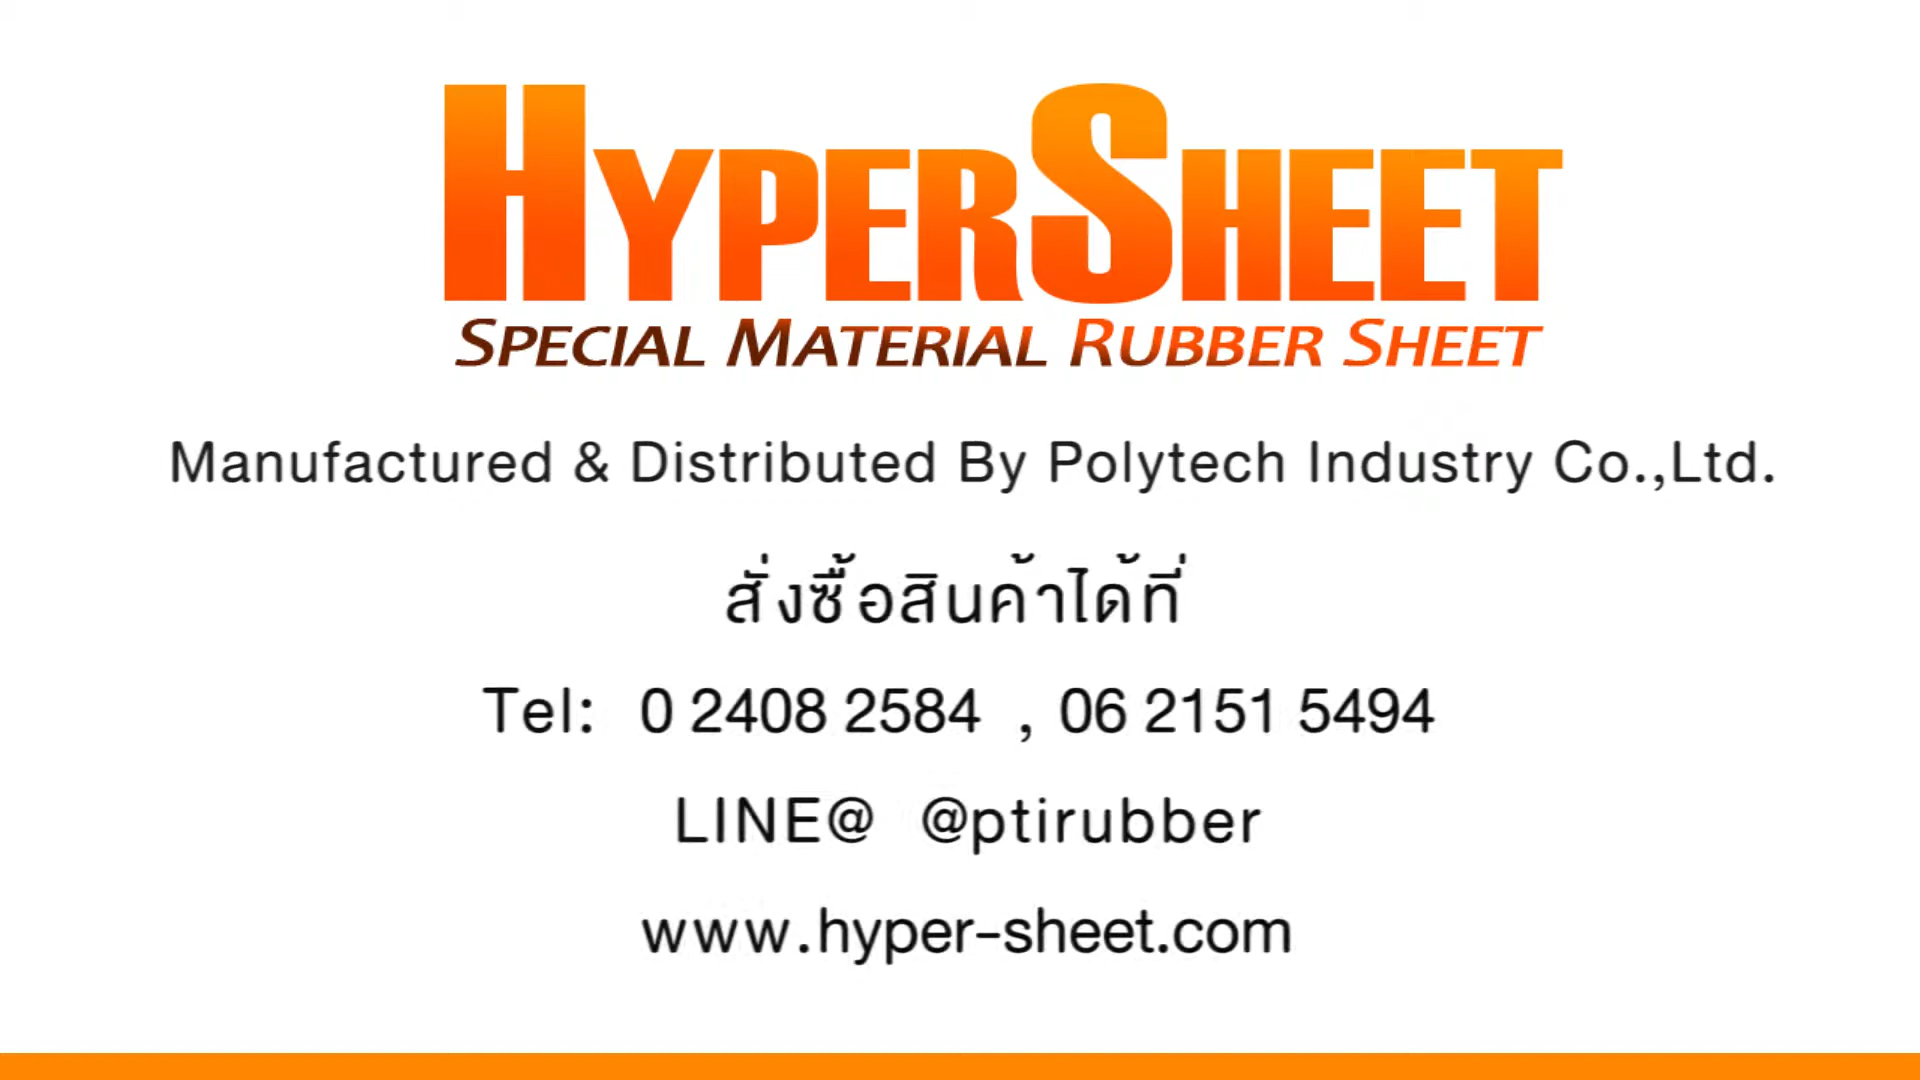 HYPERSHEET
SPECIAL MATERIAL RUBBER SHEET
Manufactured & Distributed By Polytech Industry Co.,Ltd.
สั่งซื้อสินค้าได้ที่
Tel: 0 2408 2584 , 06 2151 5494
LINE@ @ptirubber
www.hyper-sheet.com